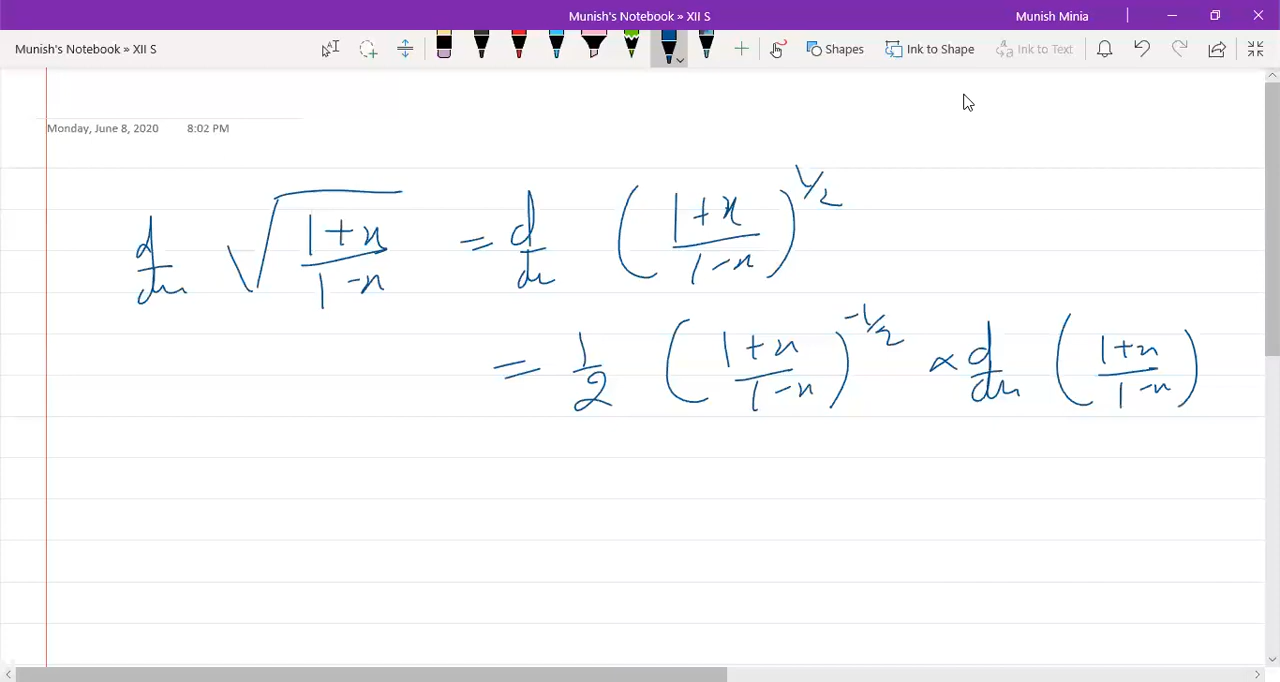 Munish's Notebook » XII S
Munish Minia
Munish's Notebook » XII S
Shapes
Ink to Shape
Ink to Text
Monday, June 8, 2020 8:02 PM
d/dx √((1+x)/(1-x)) = d/dx ((1+x)/(1-x))^1/2
= 1/2 ((1+x)/(1-x))^-1/2 × d/dx ((1+x)/(1-x))